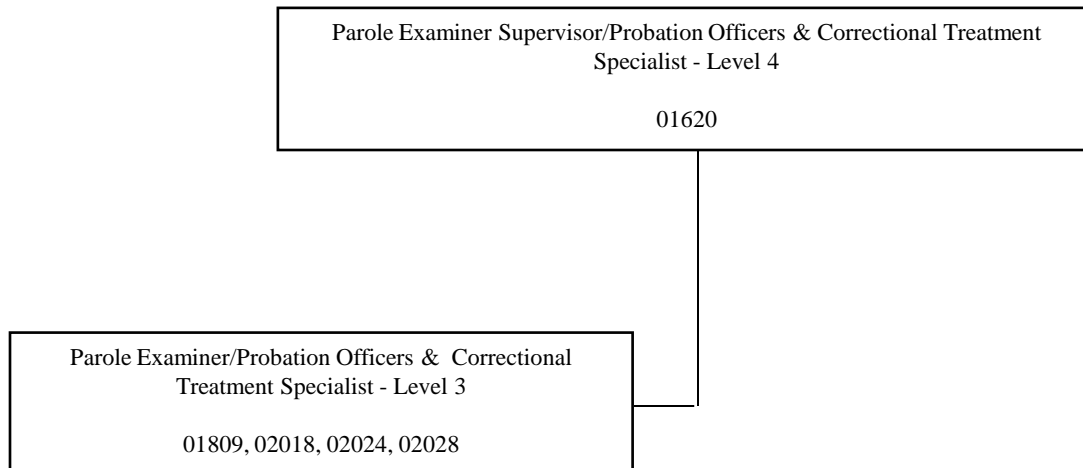 Parole Examiner Supervisor/Probation Officers & Correctional Treatment
Specialist - Level 4
01620
Parole Examiner/Probation Officers & Correctional
Treatment Specialist - Level 3
01809, 02018, 02024, 02028